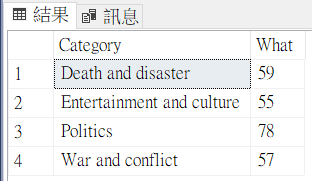 結果 訊息
Category What
1 Death and disaster 59
2 Entertainment and culture 55
3 Politics 78
4 War and conflict 57